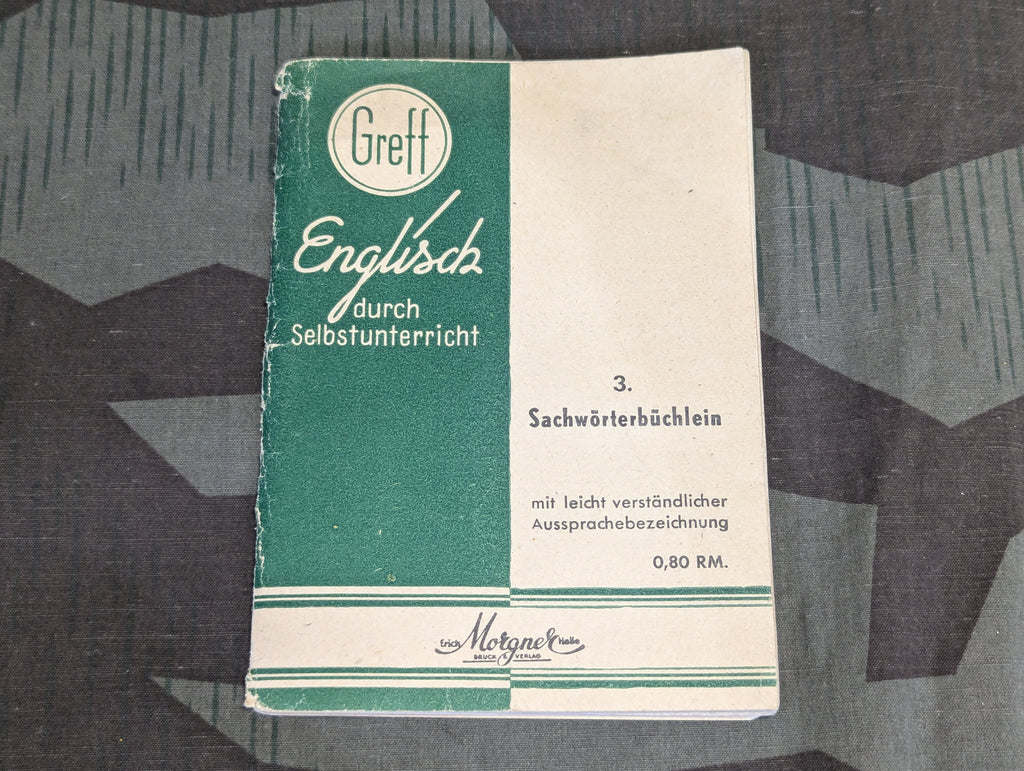 Greff
Englisch
durch
Selbstunterricht
3.
Sachwörterbüchlein
mit leicht verständlicher
Aussprachebezeichnung
0,80 RM.
Erich Morgner Halle
DRUCK & VERLAG